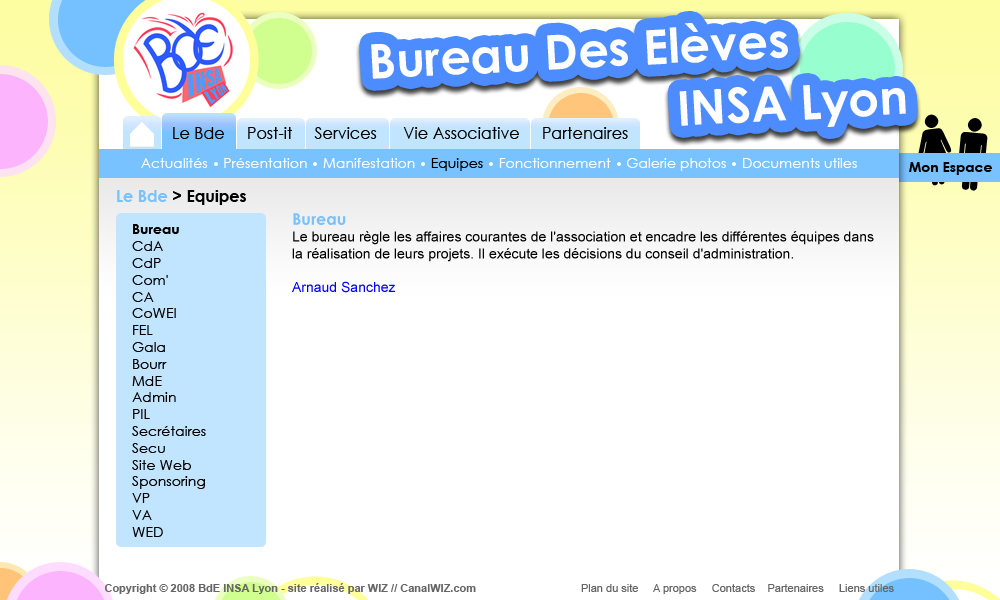 BdE
INSA
LYON
Bureau Des Elèves
INSA Lyon
Le Bde
Post-it
Services
Vie Associative
Partenaires
Actualités • Présentation • Manifestation • Equipes • Fonctionnement • Galerie photos • Documents utiles
Mon Espace
Le Bde > Equipes
Bureau
CdA
CdP
Com'
CA
CoWEI
FEL
Gala
Bourr
MdE
Admin
PIL
Secrétaires
Secu
Site Web
Sponsoring
VP
VA
WED
Bureau
Le bureau règle les affaires courantes de l'association et encadre les différentes équipes dans
la réalisation de leurs projets. Il exécute les décisions du conseil d'administration.
Arnaud Sanchez
Copyright © 2008 BdE INSA Lyon - site réalisé par WIZ // CanalWIZ.com
Plan du site
A propos
Contacts
Partenaires
Liens utiles